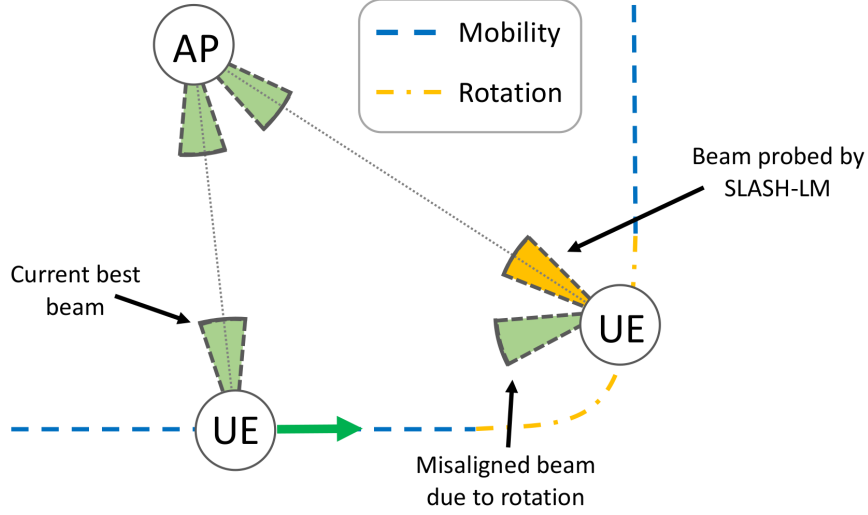 AP
Mobility
Rotation
Beam probed by
SLASH-LM
Current best
beam
UE
UE
Misaligned beam
due to rotation